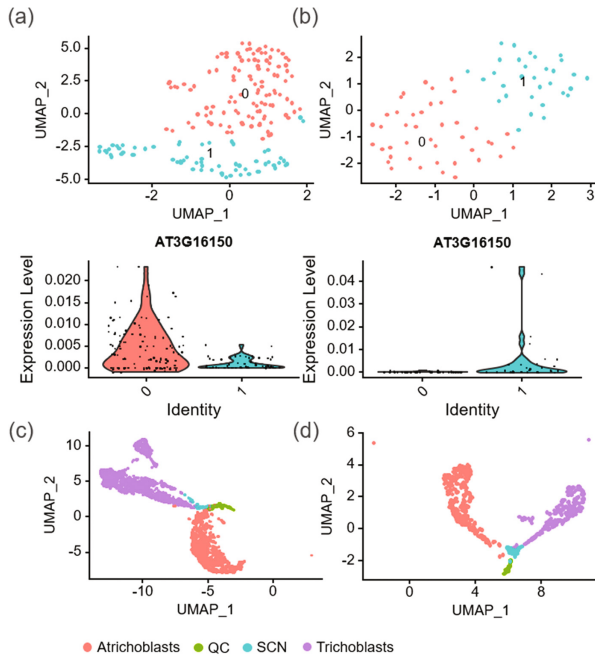 (a)
UMAP_2
5.0
2.5
0.0
-2.5
-5.0
0
1
-2 0 2
UMAP_1
(b)
UMAP_2
2
1
0
-1
-2
1
0
-2 -1 0 1 2 3
UMAP_1
AT3G16150
Expression Level
0.020
0.015
0.010
0.005
0.000
0 1
Identity
AT3G16150
Expression Level
0.04
0.03
0.02
0.01
0.00
0 1
Identity
(c)
UMAP_2
10
5
0
-5
-10 -5 0
UMAP_1
(d)
UMAP_2
6
4
2
0
-2
0 4 8
UMAP_1
Atrichoblasts QC SCN Trichoblasts